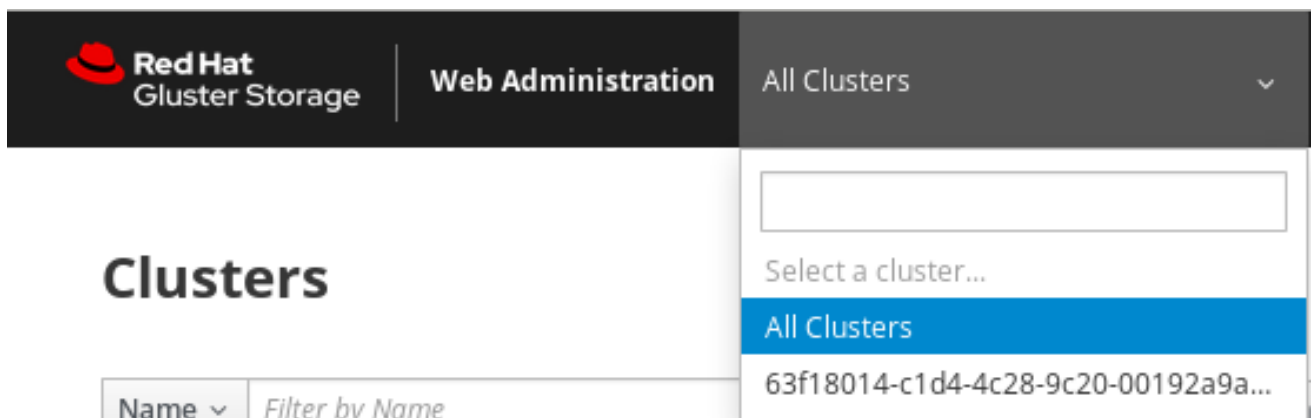 Red Hat
Gluster Storage
Web Administration
All Clusters
Select a cluster...
Clusters
All Clusters
63f18014-c1d4-4c28-9c20-00192a9a...
Name
Filter by Name